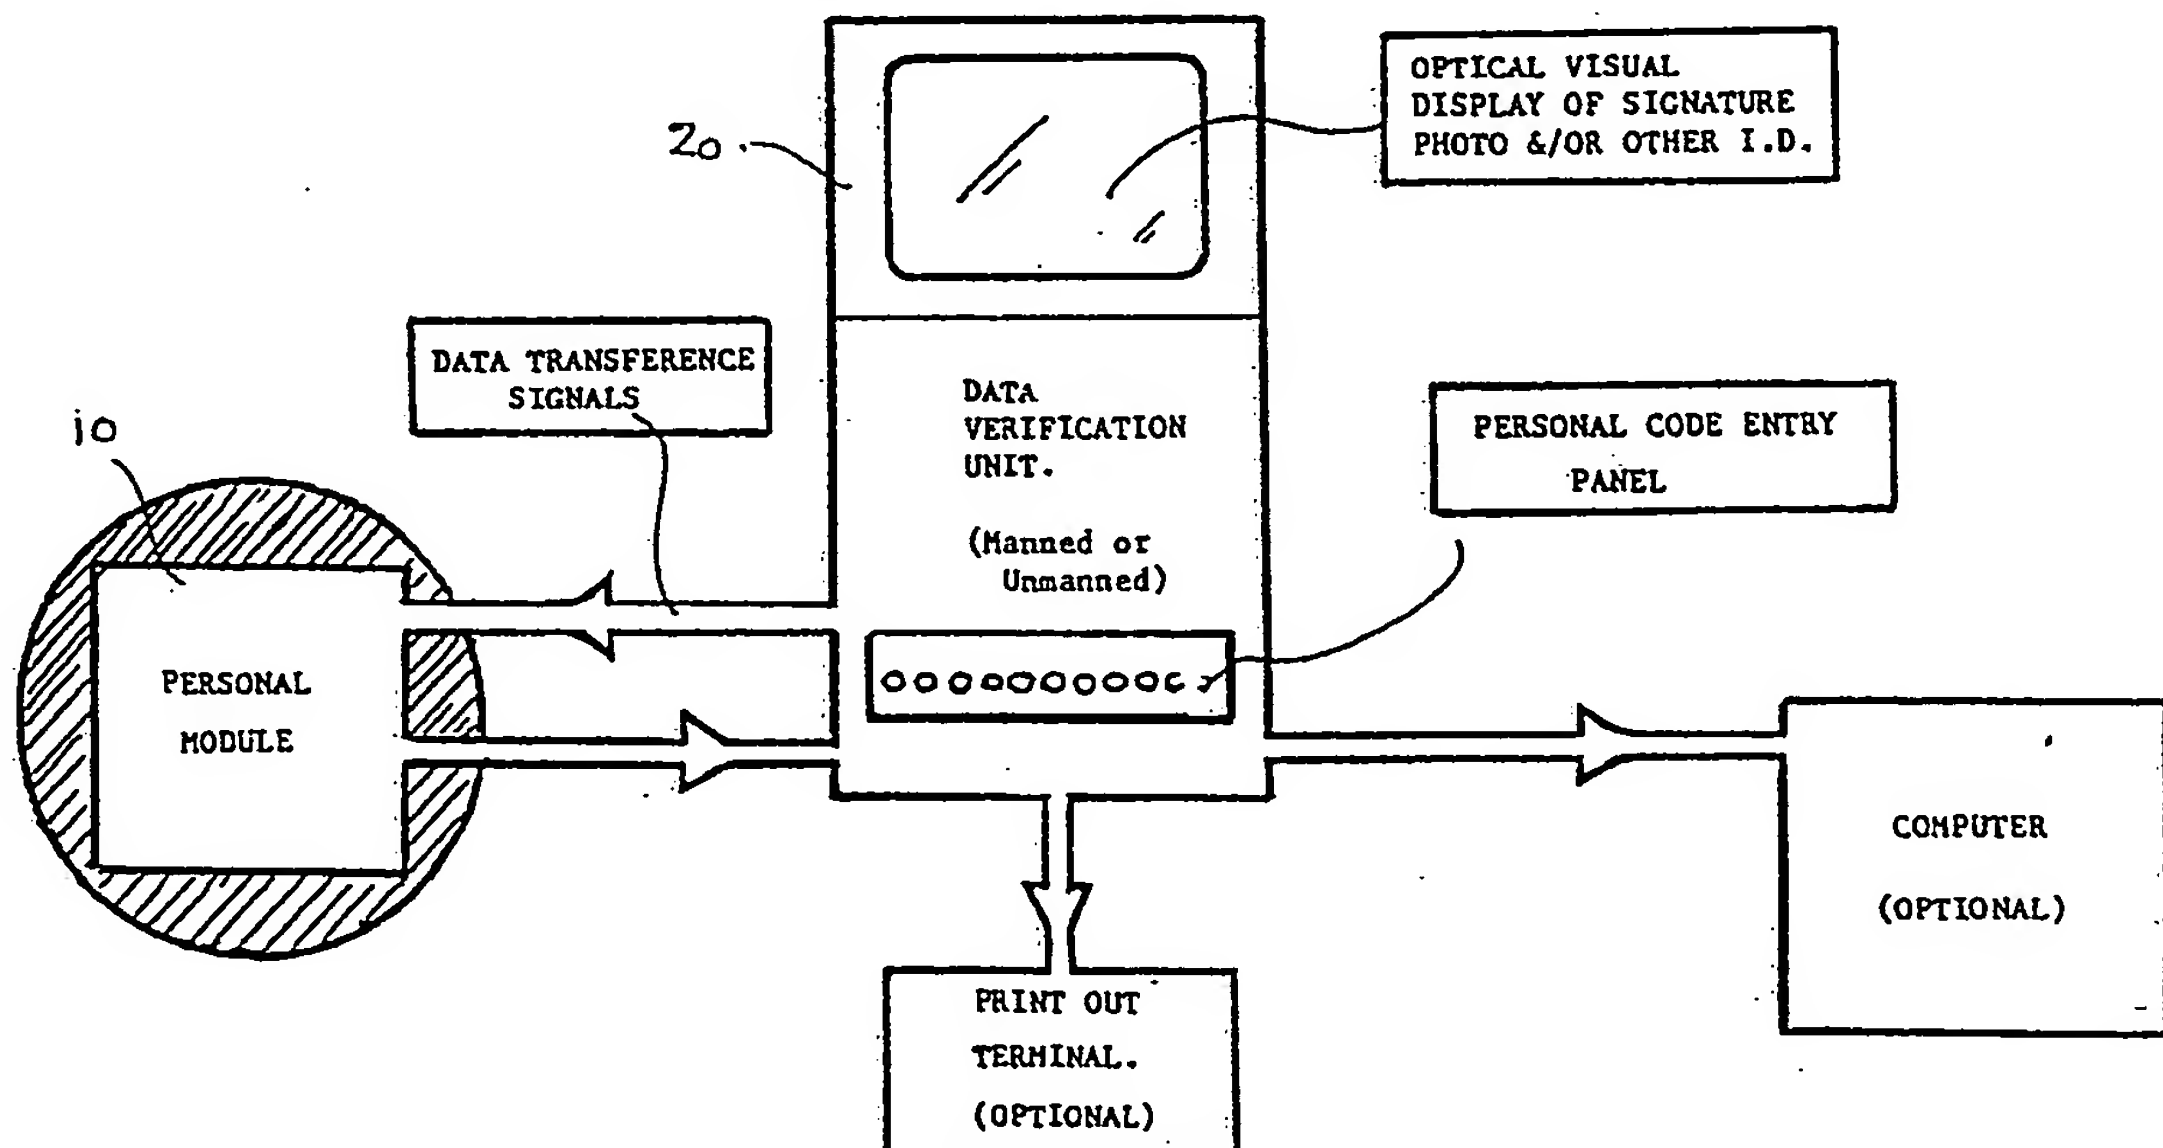 OPTICAL VISUAL
DISPLAY OF SIGNATURE
PHOTO &/OR OTHER I.D.
20
DATA TRANSFERENCE
SIGNALS
DATA
VERIFICATION
UNIT.
(Manned or
Unmanned)
PERSONAL CODE ENTRY
PANEL
10
PERSONAL
MODULE
COMPUTER
(OPTIONAL)
PRINT OUT
TERMINAL.
(OPTIONAL)